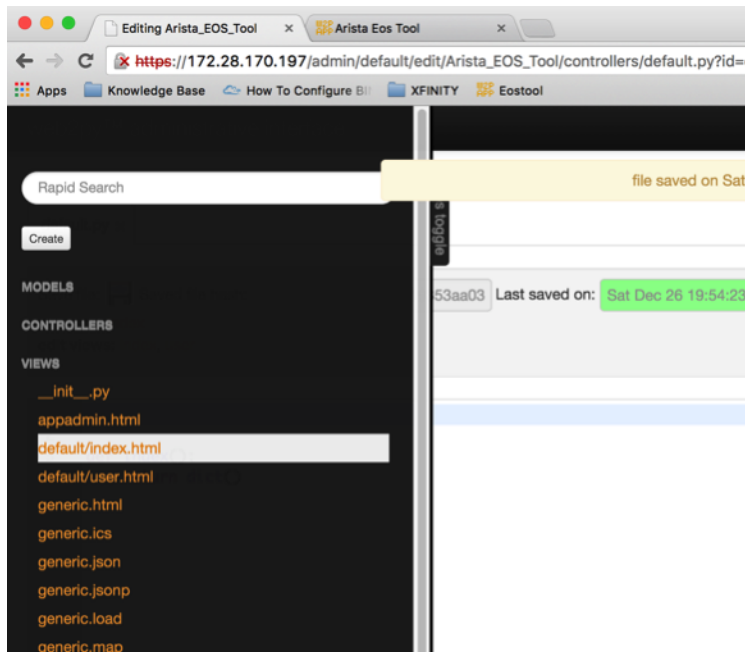 Editing Arista_EOS_Tool × Arista Eos Tool ×
https://172.28.170.197/admin/default/edit/Arista_EOS_Tool/controllers/default.py?id=
Apps Knowledge Base How To Configure XFINITY Eostool
Rapid Search
file saved on Sat
s toggle
Create
MODELS
53aa03 Last saved on: Sat Dec 26 19:54:23
CONTROLLERS
VIEWS
__init__.py
appadmin.html
default/index.html
default/user.html
generic.html
generic.ics
generic.json
generic.jsonp
generic.load
generic.map